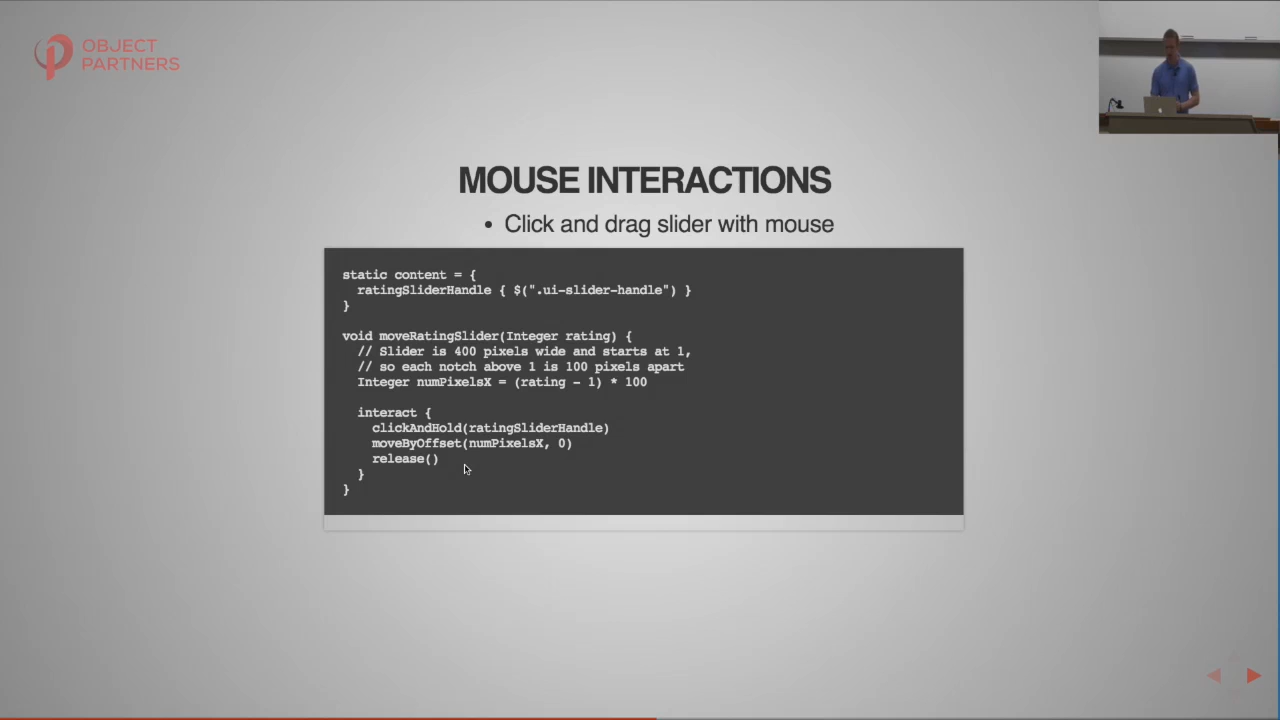 OBJECT
PARTNERS
MOUSE INTERACTIONS
• Click and drag slider with mouse
static content = {
  ratingSliderHandle { $(".ui-slider-handle") }
}

void moveRatingSlider(Integer rating) {
  // Slider is 400 pixels wide and starts at 1,
  // so each notch above 1 is 100 pixels apart
  Integer numPixelsX = (rating - 1) * 100

  interact {
    clickAndHold(ratingSliderHandle)
    moveByOffset(numPixelsX, 0)
    release()
  }
}